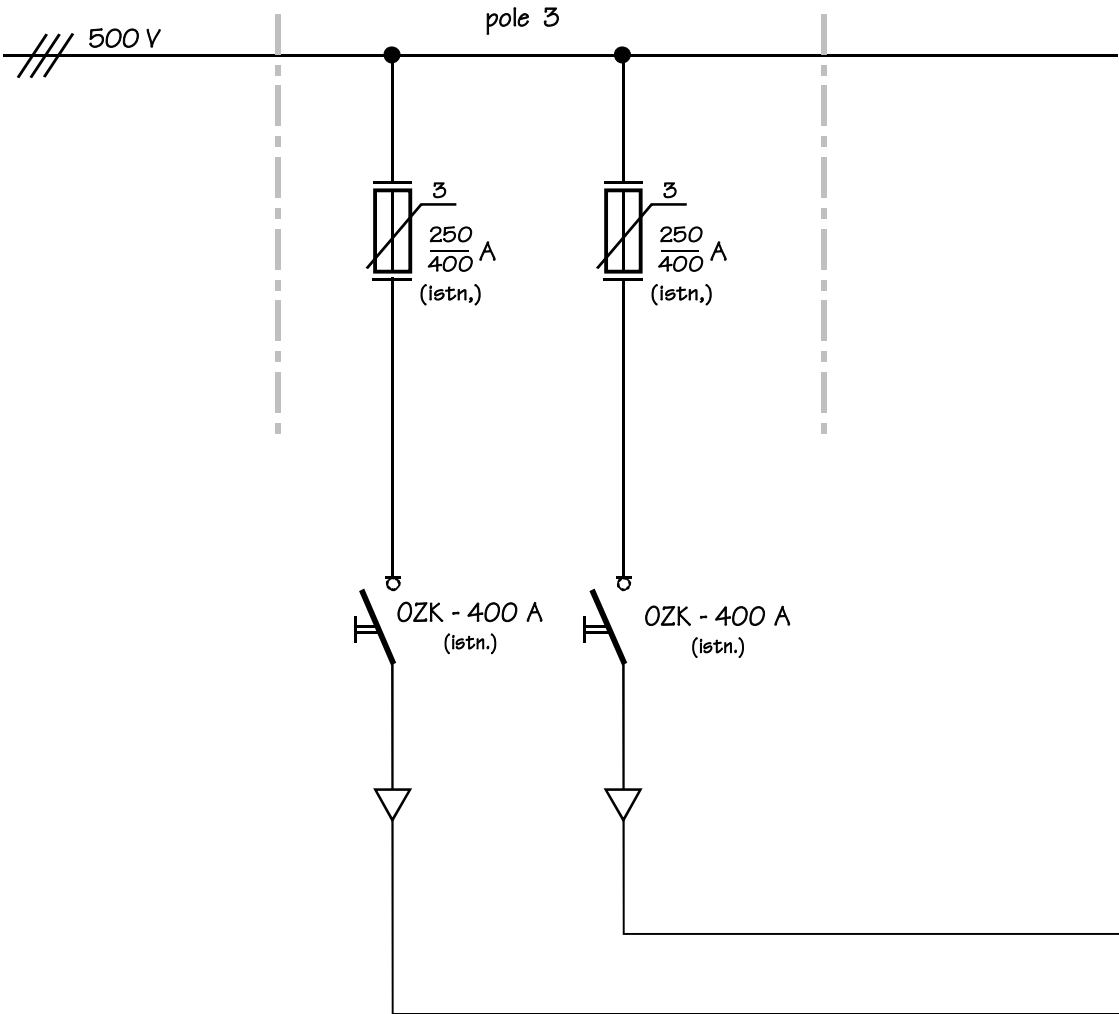 pole 3
500 V
3
250
400 A
(istn,)
3
250
400 A
(istn,)
OZK - 400 A
(istn.)
OZK - 400 A
(istn.)